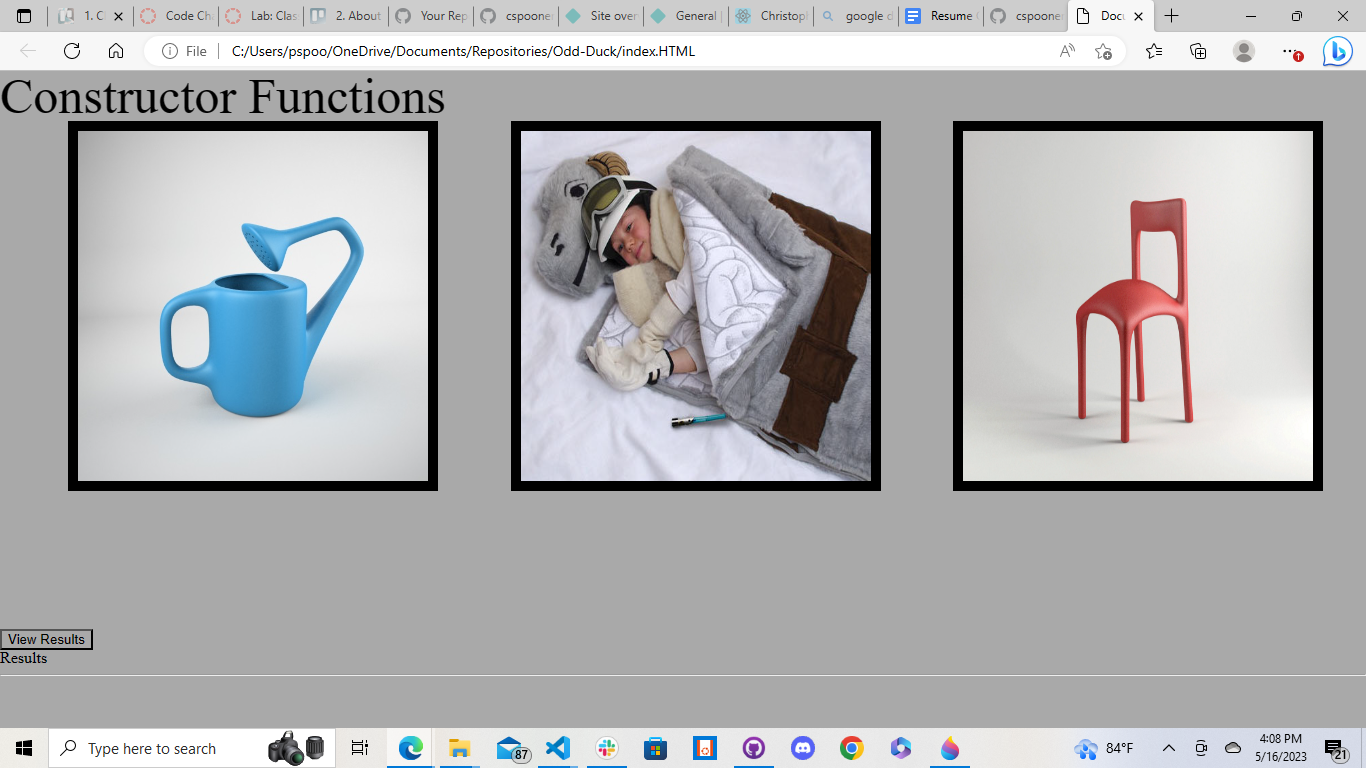 1. C
Code Cha
Lab: Clas
2. About
Your Rep
cspoone
Site over
General |
Christop
google d
Resume
cspoone
Docu
File
C:/Users/pspoo/OneDrive/Documents/Repositories/Odd-Duck/index.HTML
Constructor Functions
View Results
Results
Type here to search
87
84°F
4:08 PM
5/16/2023
21